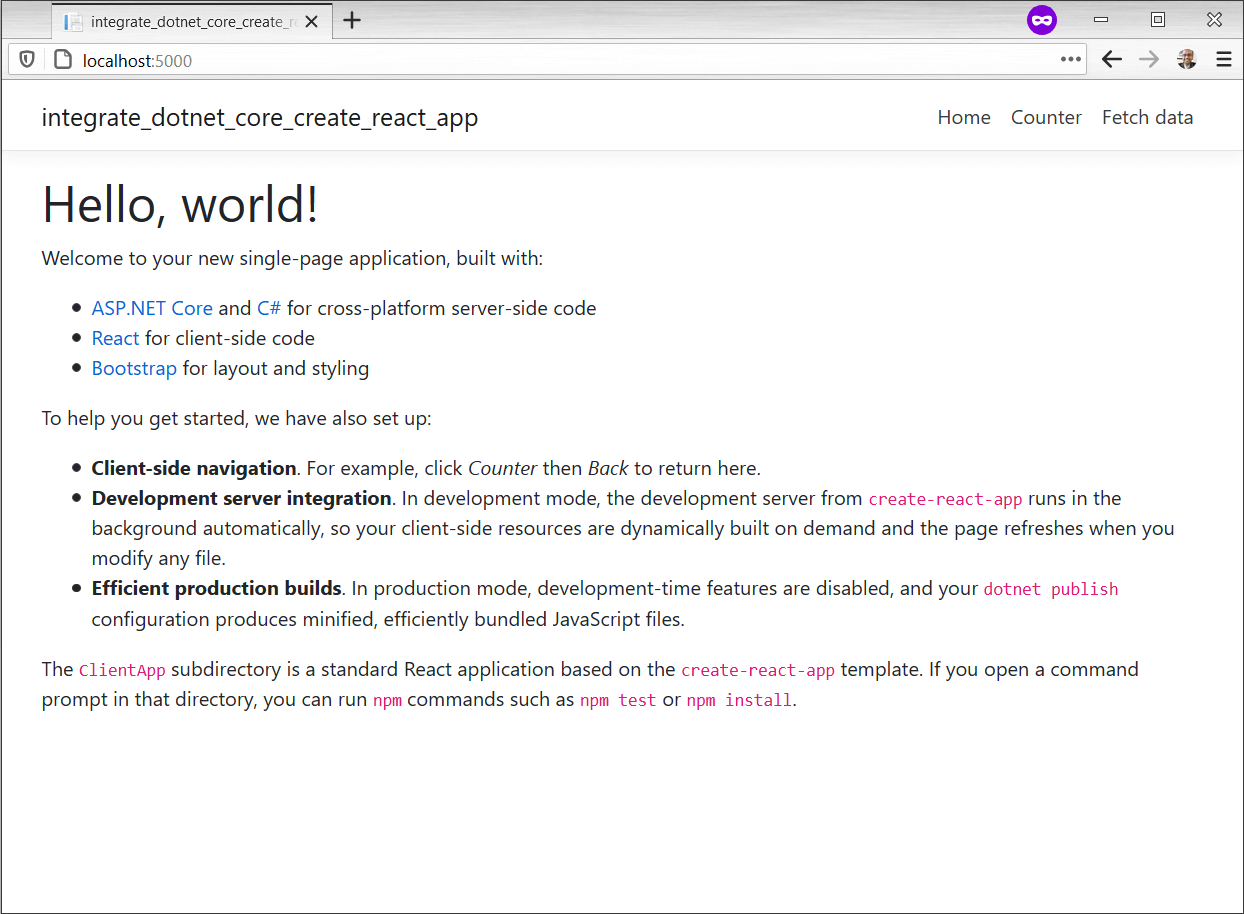 integrate_dotnet_core_create_r
localhost:5000
integrate_dotnet_core_create_react_app
Home Counter Fetch data
Hello, world!
Welcome to your new single-page application, built with:
ASP.NET Core and C# for cross-platform server-side code
React for client-side code
Bootstrap for layout and styling
To help you get started, we have also set up:
Client-side navigation. For example, click Counter then Back to return here.
Development server integration. In development mode, the development server from create-react-app runs in the
background automatically, so your client-side resources are dynamically built on demand and the page refreshes when you
modify any file.
Efficient production builds. In production mode, development-time features are disabled, and your dotnet publish
configuration produces minified, efficiently bundled JavaScript files.
The ClientApp subdirectory is a standard React application based on the create-react-app template. If you open a command
prompt in that directory, you can run npm commands such as npm test or npm install.